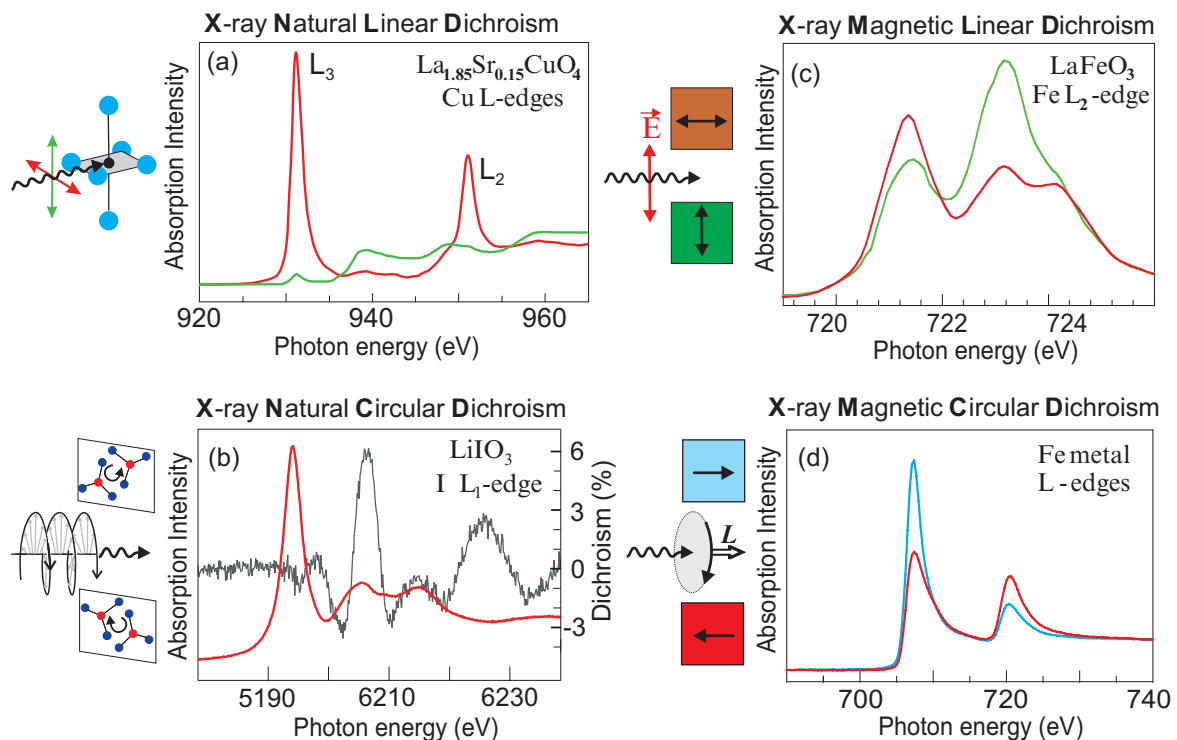 X-ray Natural Linear Dichroism
(a)
L₃
La₁.₈₅Sr₀.₁₅CuO₄
Cu L-edges
L₂
Absorption Intensity
920
940
960
Photon energy (eV)
X-ray Magnetic Linear Dichroism
(c)
LaFeO₃
Fe L₂-edge
E
Absorption Intensity
720
722
724
Photon energy (eV)
X-ray Natural Circular Dichroism
(b)
LiIO₃
I L₁-edge
Absorption Intensity
6
3
0
-3
Dichroism (%)
5190
6210
6230
Photon energy (eV)
X-ray Magnetic Circular Dichroism
(d)
Fe metal
L-edges
L
Absorption Intensity
700
720
740
Photon energy (eV)